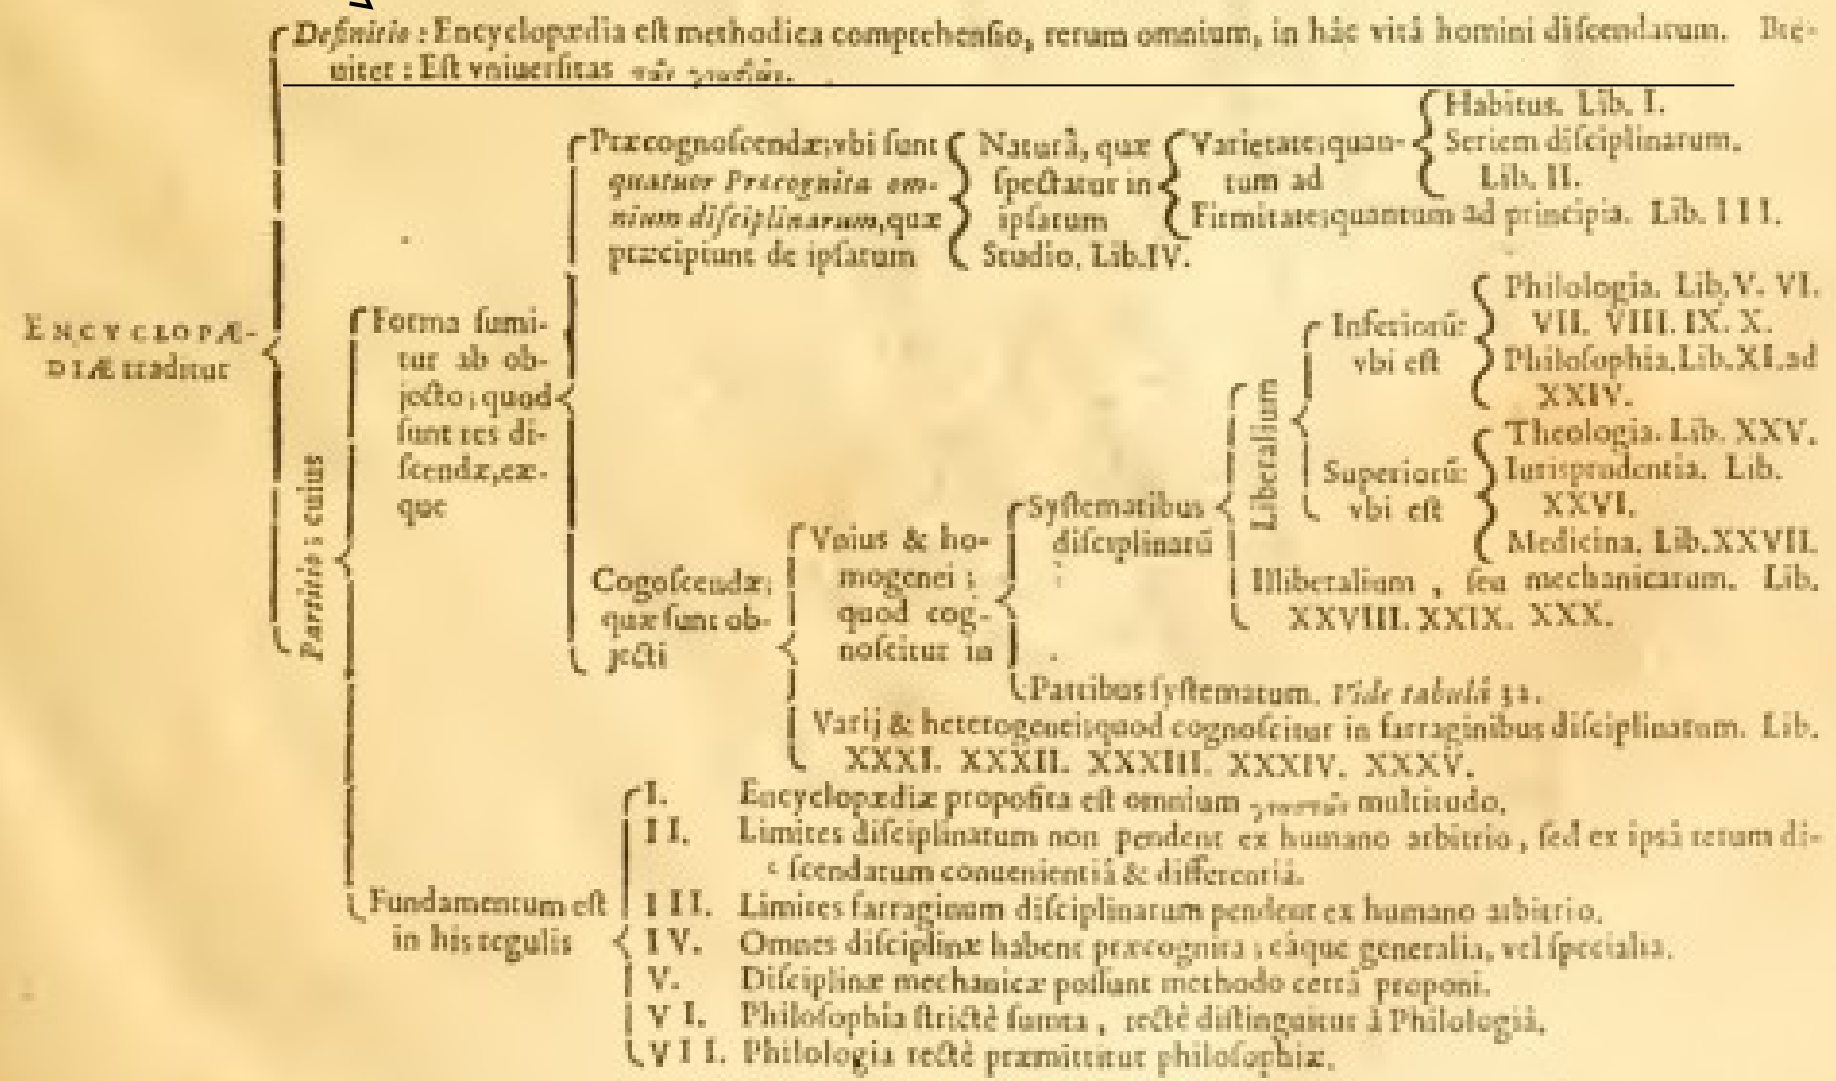 Definitio : Encyclopædia eſt methodica comprehenſio, rerum omnium, in hâc vitâ homini diſcendarum. Bre-
uiter : Eſt vniuerſitas
Præcognoſcendæ; vbi ſunt
quatuor Præcognita om-
nium diſciplinarum, quæ
præcipiunt de ipſarum
Naturâ, quæ
ſpectatur in
ipſarum
Varietate; quan-
tum ad
Habitus. Lib. I.
Seriem diſciplinarum.
Lib. II.
Firmitate; quantum ad principia. Lib. III.
Studio. Lib. IV.
ENCYCLOPÆ-
DIÆ traditur
Partitio : cuius
Forma ſumi-
tur ab ob-
jecto; quod
ſunt res di-
ſcendæ, eæ-
que
Cogoſcendæ;
quæ ſunt ob-
jecti
Vnius & ho-
mogenei ;
quod cog-
noſcitur in
Syſtematibus
diſciplinarū
Liberalium
Inferiorū:
vbi eſt
Philologia. Lib. V. VI.
VII. VIII. IX. X.
Philoſophia. Lib. XI. ad
XXIV.
Superiorū:
vbi eſt
Theologia. Lib. XXV.
Iurisprudentia. Lib.
XXVI.
Medicina. Lib. XXVII.
Illiberalium , ſeu mechanicarum. Lib.
XXVIII. XXIX. XXX.
Partibus ſyſtematum. Vide tabulâ 32.
Varij & heterogenei; quod cognoſcitur in farraginibus diſciplinarum. Lib.
XXXI. XXXII. XXXIII. XXXIV. XXXV.
Fundamentum eſt
in his regulis
I. Encyclopædiæ propoſita eſt omnium multitudo.
II. Limites diſciplinarum non pendent ex humano arbitrio , ſed ex ipsâ rerum di-
ſcendarum conuenientiâ & differentiâ.
III. Limites farraginum diſciplinarum pendent ex humano arbitrio.
IV. Omnes diſciplinæ habent præcognita ; eáque generalia, vel ſpecialia.
V. Diſciplinæ mechanicæ poſſunt methodo certâ proponi.
VI. Philoſophia ſtrictè ſumta , rectè diſtinguitur à Philologiâ.
VII. Philologia rectè præmittitur philoſophiæ.